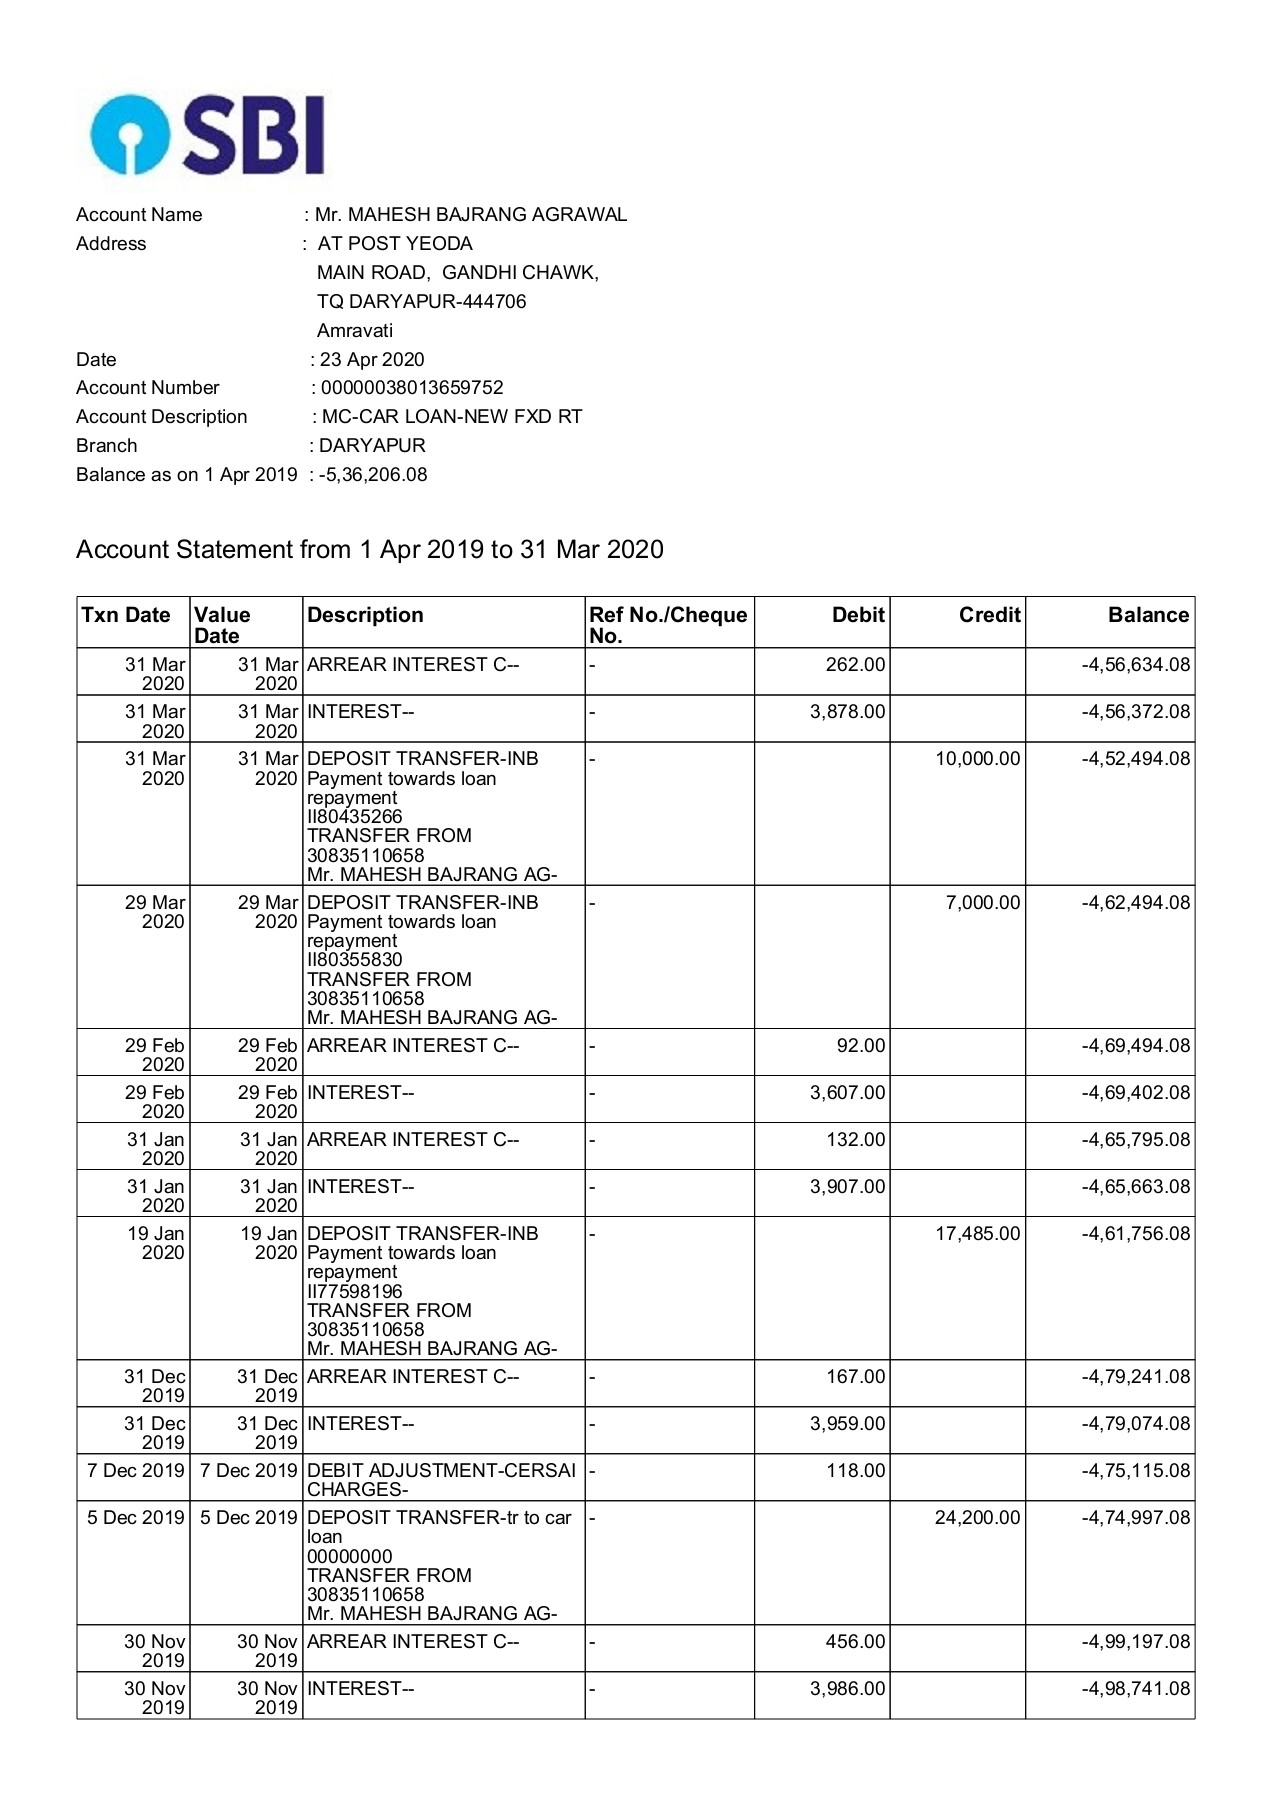 SBI
Account Name : Mr. MAHESH BAJRANG AGRAWAL
Address : AT POST YEODA
MAIN ROAD, GANDHI CHAWK,
TQ DARYAPUR-444706
Amravati
Date : 23 Apr 2020
Account Number : 00000038013659752
Account Description : MC-CAR LOAN-NEW FXD RT
Branch : DARYAPUR
Balance as on 1 Apr 2019 : -5,36,206.08
Account Statement from 1 Apr 2019 to 31 Mar 2020
Txn Date Value Description Ref No./Cheque Debit Credit Balance
Date No.
31 Mar 31 Mar ARREAR INTEREST C-- - 262.00 -4,56,634.08
2020 2020
31 Mar 31 Mar INTEREST-- - 3,878.00 -4,56,372.08
2020 2020
31 Mar 31 Mar DEPOSIT TRANSFER-INB - 10,000.00 -4,52,494.08
2020 2020 Payment towards loan
repayment
II80435266
TRANSFER FROM
30835110658
Mr. MAHESH BAJRANG AG-
29 Mar 29 Mar DEPOSIT TRANSFER-INB - 7,000.00 -4,62,494.08
2020 2020 Payment towards loan
repayment
II80355830
TRANSFER FROM
30835110658
Mr. MAHESH BAJRANG AG-
29 Feb 29 Feb ARREAR INTEREST C-- - 92.00 -4,69,494.08
2020 2020
29 Feb 29 Feb INTEREST-- - 3,607.00 -4,69,402.08
2020 2020
31 Jan 31 Jan ARREAR INTEREST C-- - 132.00 -4,65,795.08
2020 2020
31 Jan 31 Jan INTEREST-- - 3,907.00 -4,65,663.08
2020 2020
19 Jan 19 Jan DEPOSIT TRANSFER-INB - 17,485.00 -4,61,756.08
2020 2020 Payment towards loan
repayment
II77598196
TRANSFER FROM
30835110658
Mr. MAHESH BAJRANG AG-
31 Dec 31 Dec ARREAR INTEREST C-- - 167.00 -4,79,241.08
2019 2019
31 Dec 31 Dec INTEREST-- - 3,959.00 -4,79,074.08
2019 2019
7 Dec 2019 7 Dec 2019 DEBIT ADJUSTMENT-CERSAI - 118.00 -4,75,115.08
CHARGES-
5 Dec 2019 5 Dec 2019 DEPOSIT TRANSFER-tr to car - 24,200.00 -4,74,997.08
loan
00000000
TRANSFER FROM
30835110658
Mr. MAHESH BAJRANG AG-
30 Nov 30 Nov ARREAR INTEREST C-- - 456.00 -4,99,197.08
2019 2019
30 Nov 30 Nov INTEREST-- - 3,986.00 -4,98,741.08
2019 2019